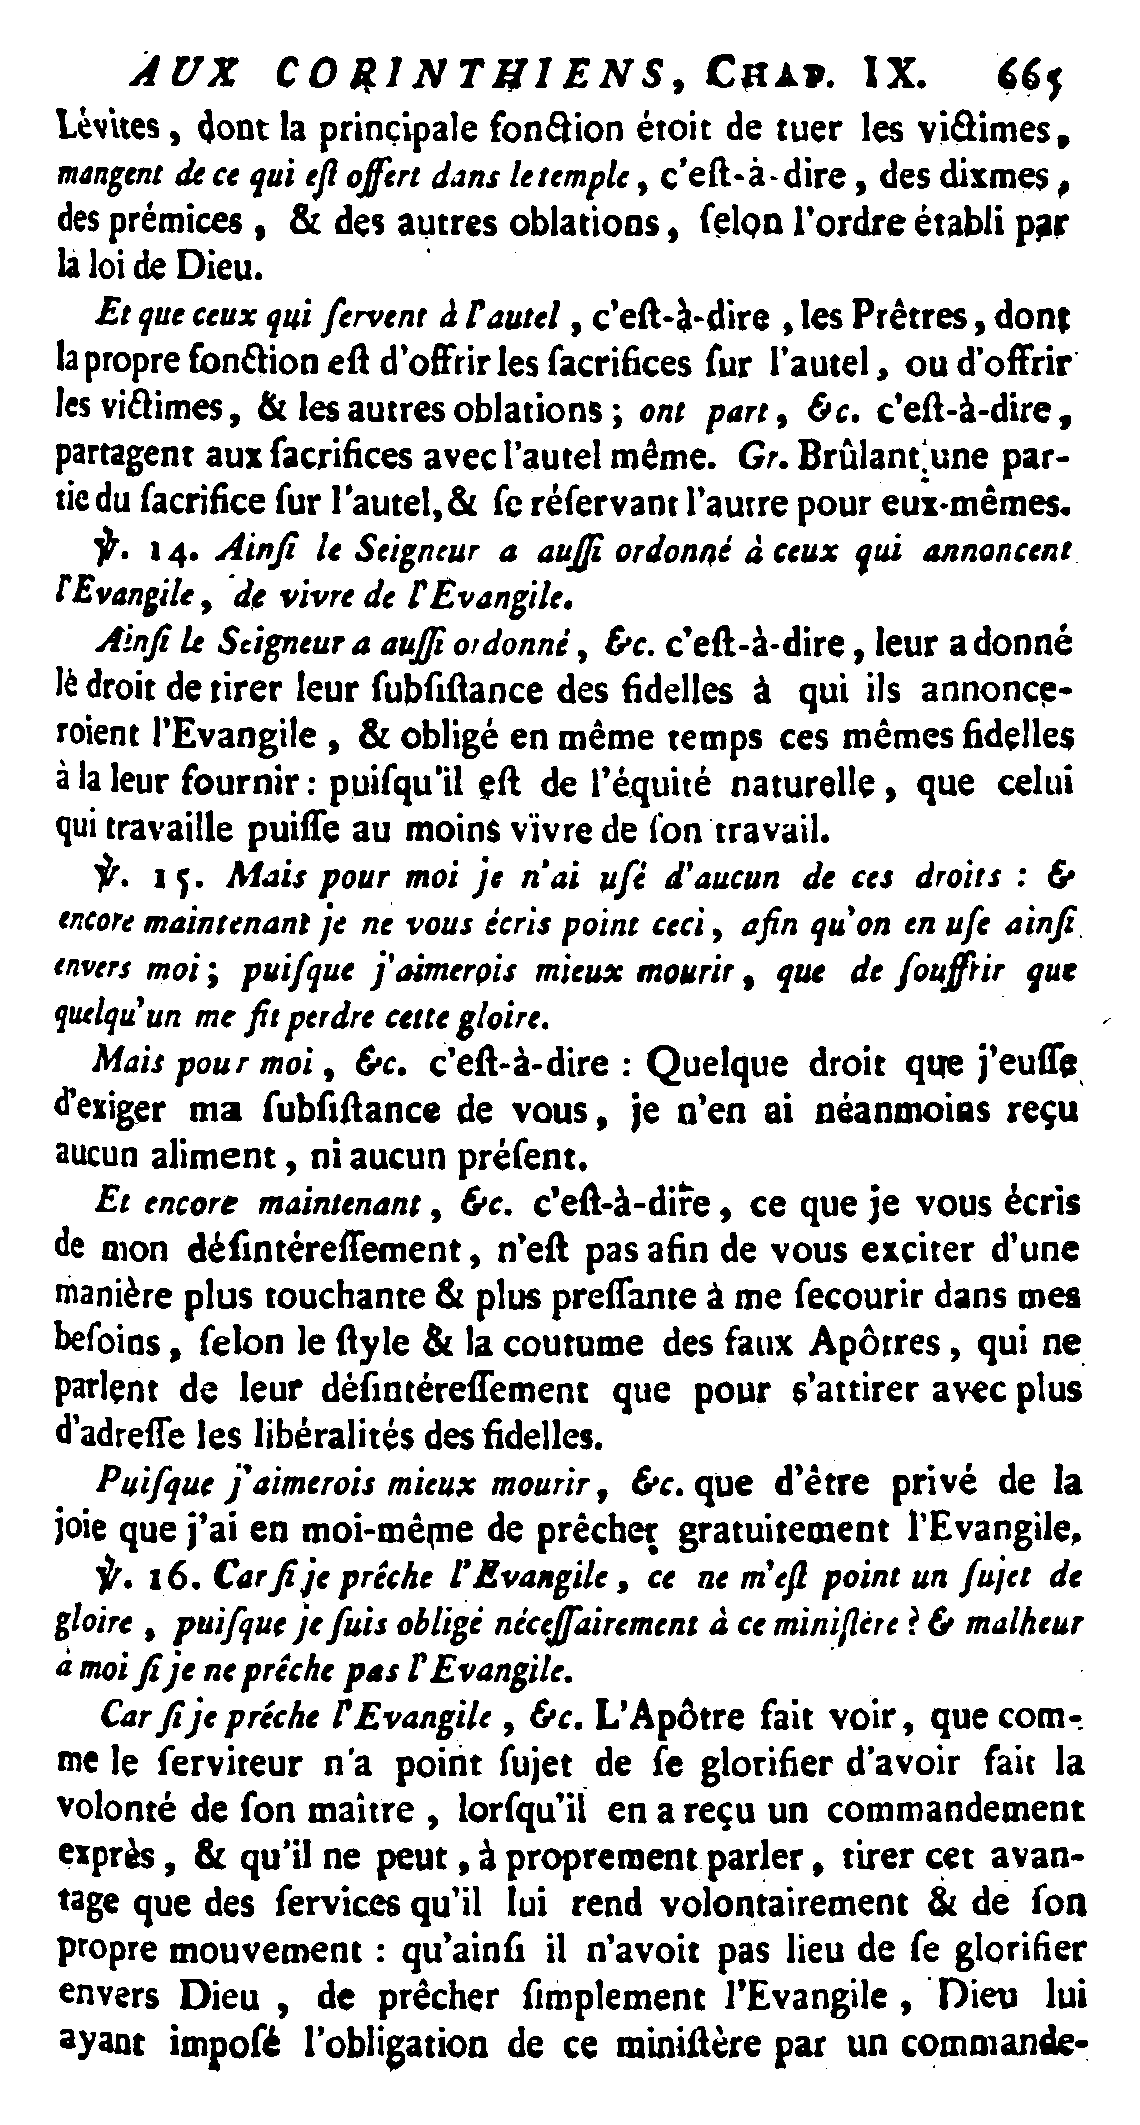 AUX CORINTHIENS, CHAP. IX. 665
Lévites, dont la principale fonction étoit de tuer les victimes,
mangent de ce qui eſt offert dans le temple, c'eſt-à-dire, des dixmes,
des prémices, & des autres oblations, ſelon l'ordre établi par
la loi de Dieu.
Et que ceux qui ſervent à l'autel, c'eſt-à-dire, les Prêtres, dont
la propre fonction eſt d'offrir les ſacrifices ſur l'autel, ou d'offrir
les victimes, & les autres oblations; ont part, &c. c'eſt-à-dire,
partagent aux ſacrifices avec l'autel même. Gr. Brûlant une par-
tie du ſacrifice ſur l'autel, & ſe réſervant l'autre pour eux-mêmes.
℣. 14. Ainſi le Seigneur a auſſi ordonné à ceux qui annoncent
l'Evangile, de vivre de l'Evangile.
Ainſi le Seigneur a auſſi ordonné, &c. c'eſt-à-dire, leur a donné
lé droit de tirer leur ſubſiſtance des fidelles à qui ils annonce-
roient l'Evangile, & obligé en même temps ces mêmes fidelles
à la leur fournir: puiſqu'il eſt de l'équité naturelle, que celui
qui travaille puiſſe au moins vivre de ſon travail.
℣. 15. Mais pour moi je n'ai uſé d'aucun de ces droits : &
encore maintenant je ne vous écris point ceci, afin qu'on en uſe ainſi
envers moi; puiſque j'aimerois mieux mourir, que de ſouffrir que
quelqu'un me fit perdre cette gloire.
Mais pour moi, &c. c'eſt-à-dire : Quelque droit que j'euſſe
d'exiger ma ſubſiſtance de vous, je n'en ai néanmoins reçu
aucun aliment, ni aucun préſent.
Et encore maintenant, &c. c'eſt-à-dire, ce que je vous écris
de mon déſintéreſſement, n'eſt pas afin de vous exciter d'une
manière plus touchante & plus preſſante à me ſecourir dans mes
beſoins, ſelon le ſtyle & la coutume des faux Apôtres, qui ne
parlent de leur déſintéreſſement que pour s'attirer avec plus
d'adreſſe les libéralités des fidelles.
Puiſque j'aimerois mieux mourir, &c. que d'être privé de la
joie que j'ai en moi-même de prêcher gratuitement l'Evangile.
℣. 16. Car ſi je prêche l'Evangile, ce ne m'eſt point un ſujet de
gloire, puiſque je ſuis obligé néceſſairement à ce miniſtère ? & malheur
à moi ſi je ne prêche pas l'Evangile.
Car ſi je prêche l'Evangile, &c. L'Apôtre fait voir, que com-
me le ſerviteur n'a point ſujet de ſe glorifier d'avoir fait la
volonté de ſon maître, lorſqu'il en a reçu un commandement
exprès, & qu'il ne peut, à proprement parler, tirer cet avan-
tage que des ſervices qu'il lui rend volontairement & de ſon
propre mouvement : qu'ainſi il n'avoit pas lieu de ſe glorifier
envers Dieu, de prêcher ſimplement l'Evangile, Dieu lui
ayant impoſé l'obligation de ce miniſtère par un commande-